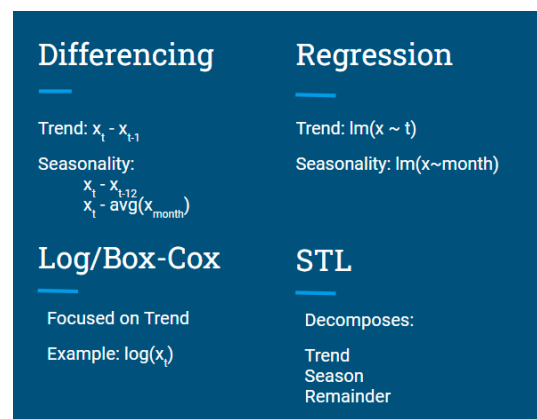 Differencing
Trend: xₜ - xₜ₋₁
Seasonality:
xₜ - xₜ₋₁₂
xₜ - avg(x_month)
Regression
Trend: lm(x ~ t)
Seasonality: lm(x~month)
Log/Box-Cox
Focused on Trend
Example: log(xₜ)
STL
Decomposes:
Trend
Season
Remainder